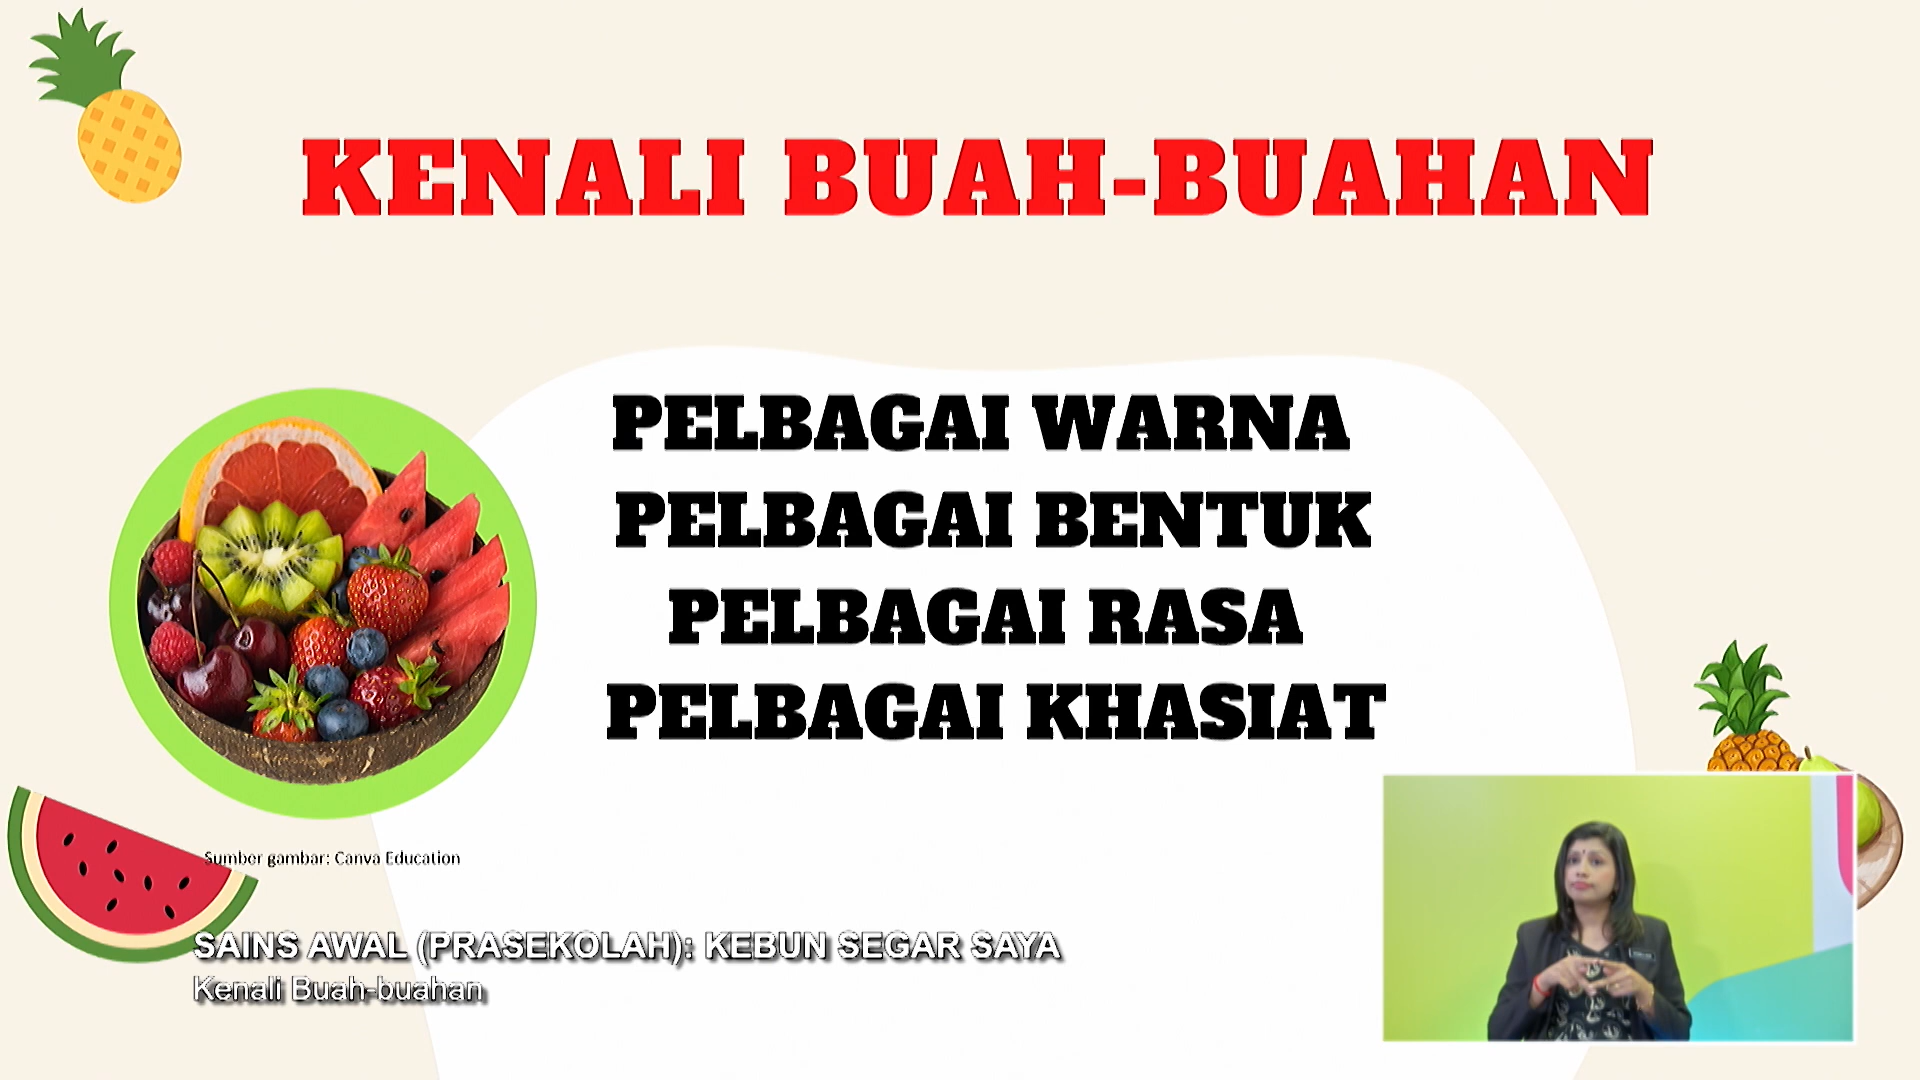 KENALI BUAH-BUAHAN
PELBAGAI WARNA
PELBAGAI BENTUK
PELBAGAI RASA
PELBAGAI KHASIAT
Sumber gambar: Canva Education
SAINS AWAL (PRASEKOLAH): KEBUN SEGAR SAYA
Kenali Buah-buahan